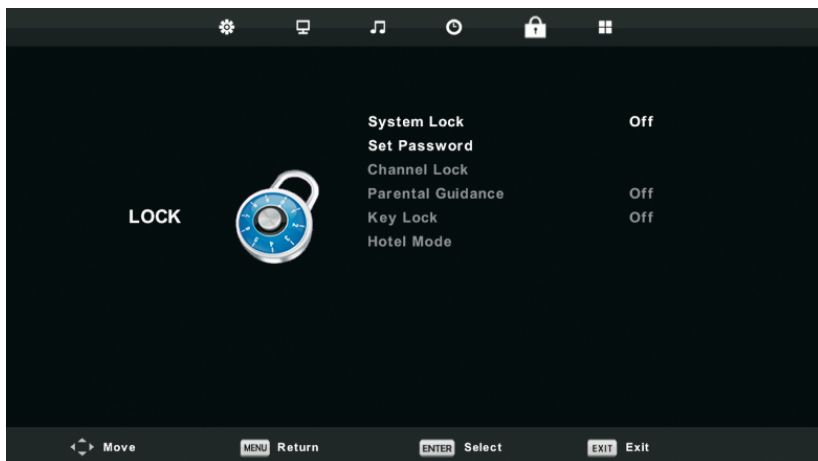 System Lock Off
Set Password
Channel Lock
Parental Guidance Off
LOCK
Key Lock Off
Hotel Mode
Move MENU Return ENTER Select EXIT Exit